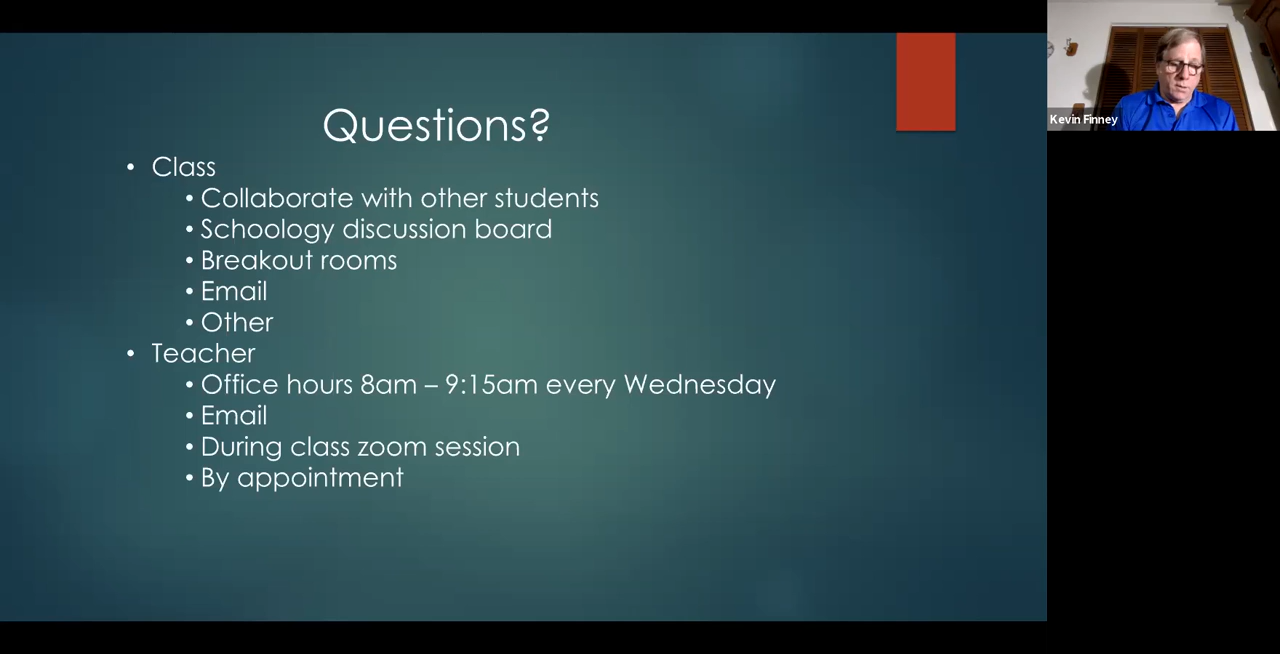 Questions?
• Class
• Collaborate with other students
• Schoology discussion board
• Breakout rooms
• Email
• Other
• Teacher
• Office hours 8am – 9:15am every Wednesday
• Email
• During class zoom session
• By appointment
Kevin Finney